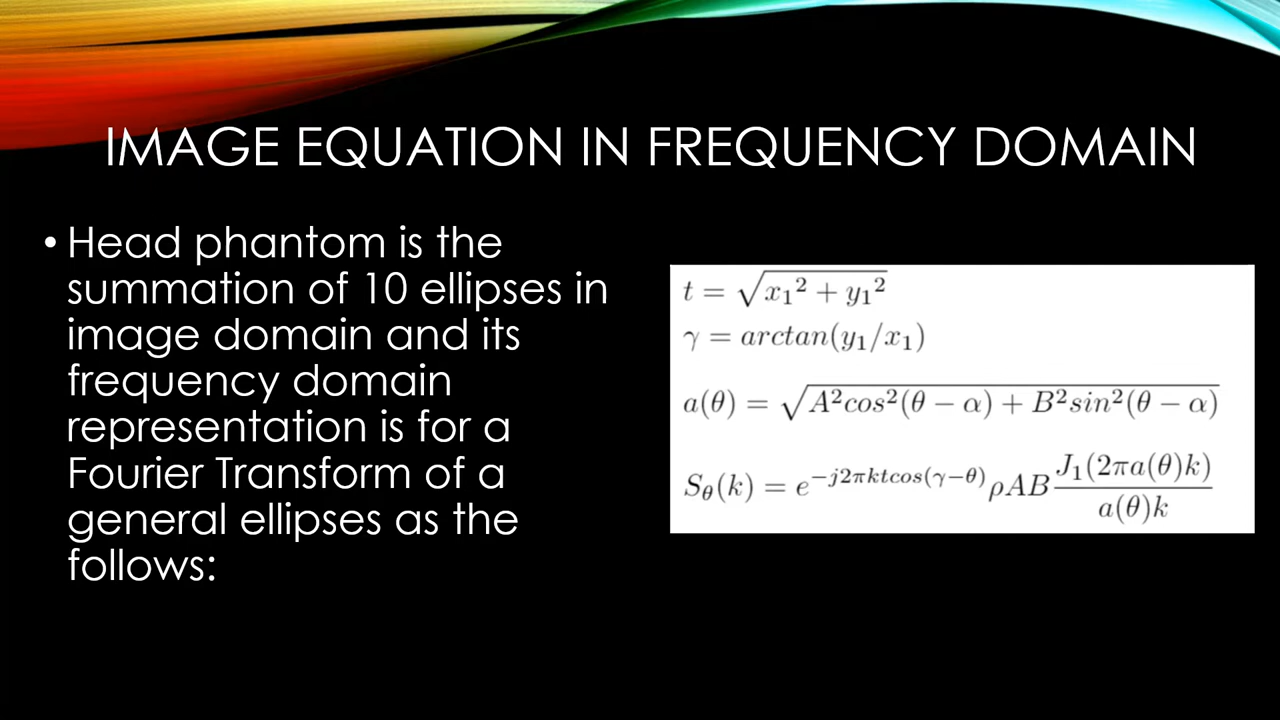 IMAGE EQUATION IN FREQUENCY DOMAIN
• Head phantom is the
summation of 10 ellipses in
image domain and its
frequency domain
representation is for a
Fourier Transform of a
general ellipses as the
follows:
t = √(x₁² + y₁²)
γ = arctan(y₁/x₁)
a(θ) = √(A²cos²(θ − α) + B²sin²(θ − α))
S_θ(k) = e^{−j2πktcos(γ−θ)} ρAB J₁(2πa(θ)k) / a(θ)k